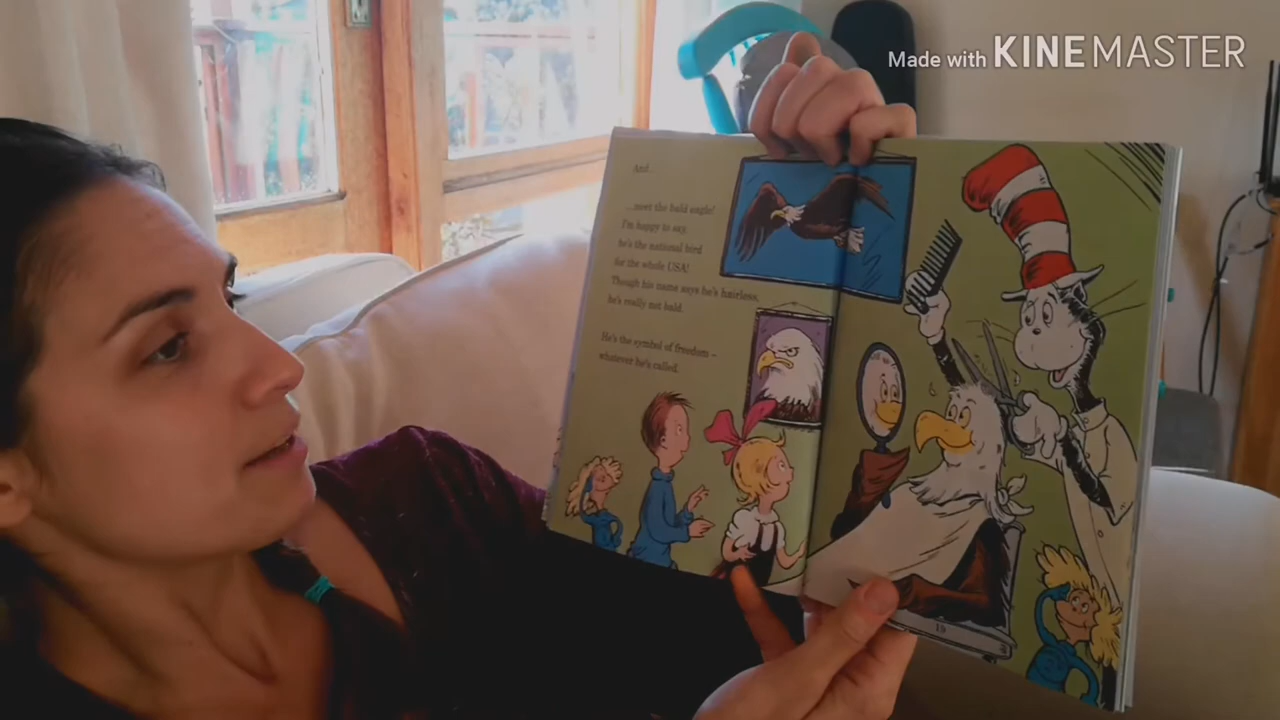 Made with KINEMASTER
And...
...meet the bald eagle!
I'm happy to say,
he's the national bird
for the whole USA!
Though his name says he's hairless,
he's really not bald.
He's the symbol of freedom –
whatever he's called.
19